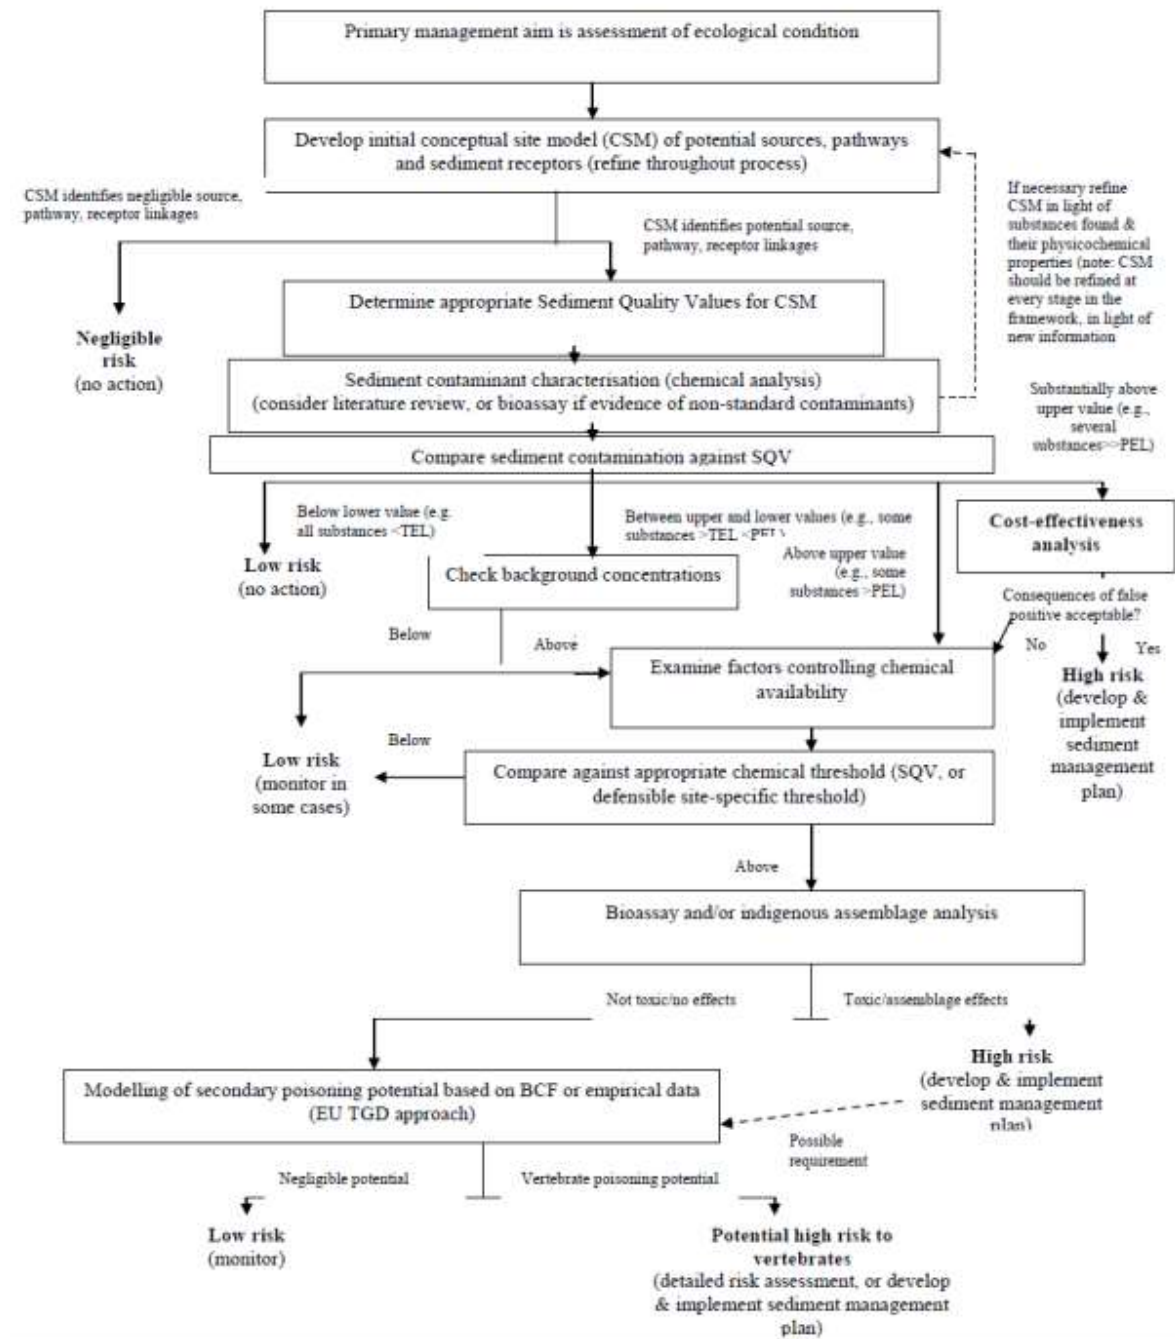 Primary management aim is assessment of ecological condition
Develop initial conceptual site model (CSM) of potential sources, pathways
and sediment receptors (refine throughout process)
CSM identifies negligible source,
pathway, receptor linkages
CSM identifies potential source,
pathway, receptor linkages
If necessary refine
CSM in light of
substances found &
their physicochemical
properties (note: CSM
should be refined at
every stage in the
framework, in light of
new information
Negligible
risk
(no action)
Determine appropriate Sediment Quality Values for CSM
Sediment contaminant characterisation (chemical analysis)
(consider literature review, or bioassay if evidence of non-standard contaminants)
Substantially above
upper value (e.g.,
several
substances>>PEL)
Compare sediment contamination against SQV
Below lower value (e.g.
all substances <TEL)
Between upper and lower values (e.g., some
substances >TEL <PEL)
Above upper value
(e.g., some
substances >PEL)
Cost-effectiveness
analysis
Low risk
(no action)
Check background concentrations
Consequences of false
positive acceptable?
Below
Above
No
Yes
Examine factors controlling chemical
availability
High risk
(develop &
implement
sediment
management
plan)
Low risk
(monitor in
some cases)
Below
Compare against appropriate chemical threshold (SQV, or
defensible site-specific threshold)
Above
Bioassay and/or indigenous assemblage analysis
Not toxic/no effects
Toxic/assemblage effects
High risk
(develop & implement
sediment management
plan)
Modelling of secondary poisoning potential based on BCF or empirical data
(EU TGD approach)
Possible
requirement
Negligible potential
Vertebrate poisoning potential
Low risk
(monitor)
Potential high risk to
vertebrates
(detailed risk assessment, or develop
& implement sediment management
plan)